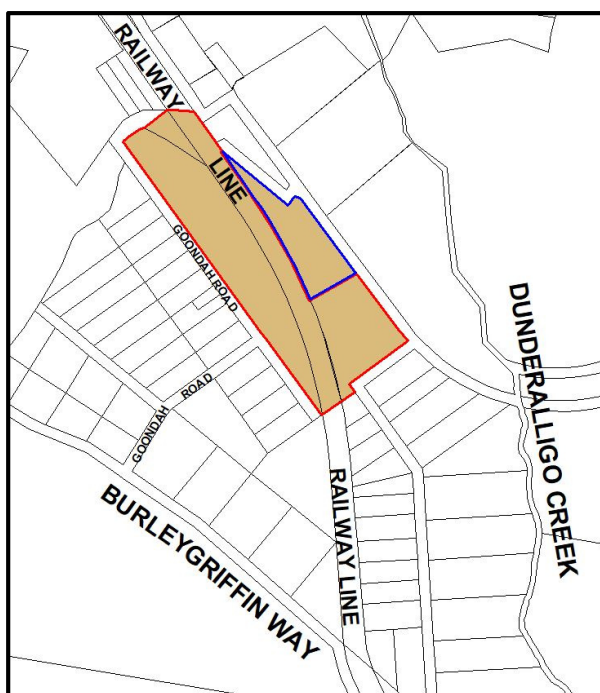 RAILWAY
LINE
GOONDAH ROAD
GOONDAH ROAD
BURLEYGRIFFIN WAY
RAILWAY LINE
DUNDERALLIGO CREEK